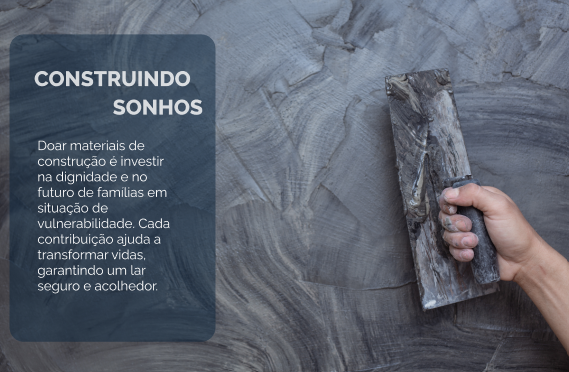 CONSTRUINDO
SONHOS
Doar materiais de
construção é investir
na dignidade e no
futuro de famílias em
situação de
vulnerabilidade. Cada
contribuição ajuda a
transformar vidas,
garantindo um lar
seguro e acolhedor.